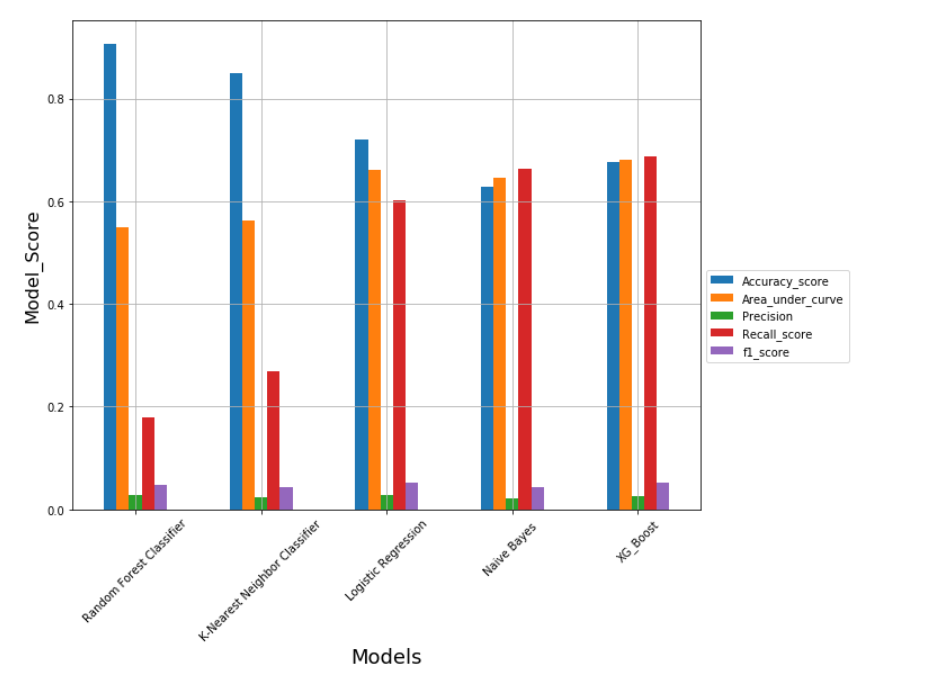 0.8
0.6
0.4
0.2
0.0
Model_Score
Random Forest Classifier
K-Nearest Neighbor Classifier
Logistic Regression
Naive Bayes
XG_Boost
Models
Accuracy_score
Area_under_curve
Precision
Recall_score
f1_score